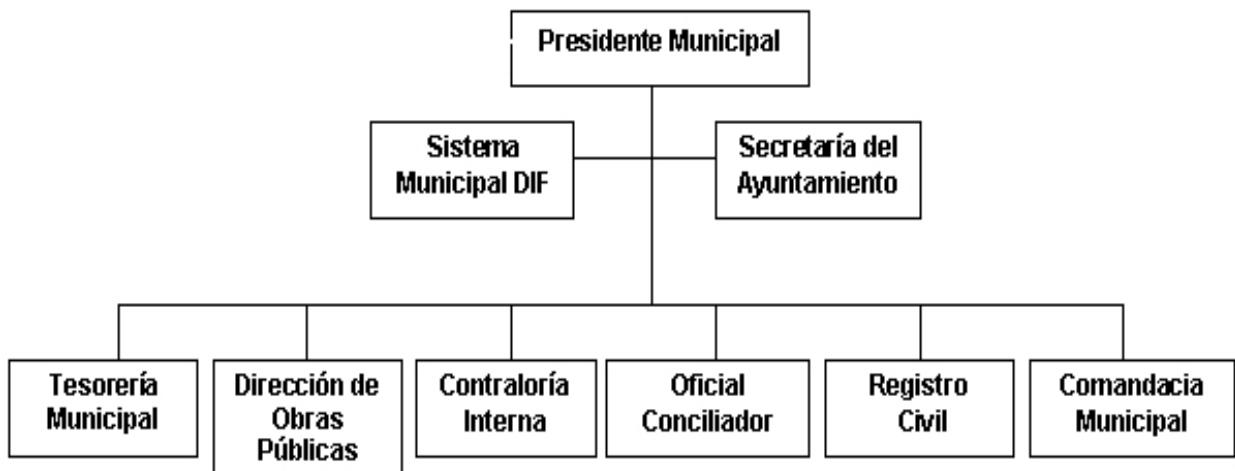 Presidente Municipal
Sistema
Municipal DIF
Secretaría del
Ayuntamiento
Tesorería
Municipal
Dirección de
Obras
Públicas
Contraloría
Interna
Oficial
Conciliador
Registro
Civil
Comandacia
Municipal